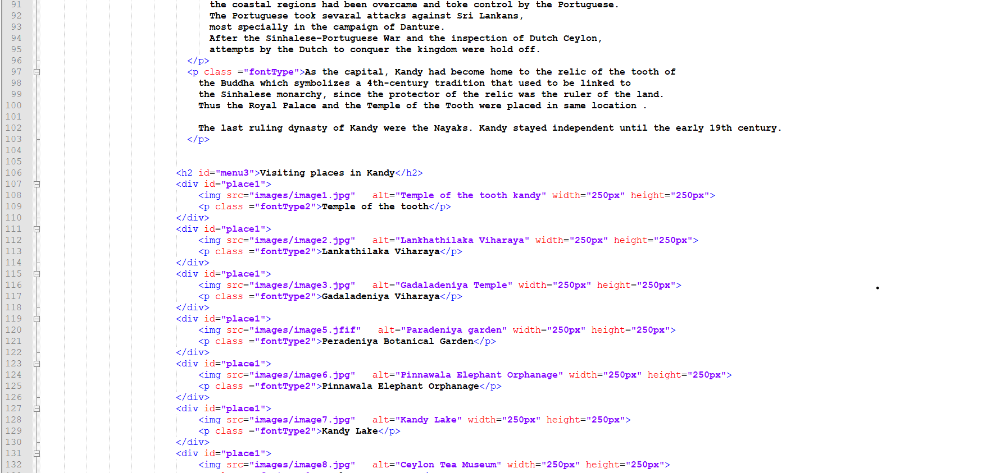 91 the coastal regions had been overcame and toke control by the Portuguese.
92 The Portuguese took sevaral attacks against Sri Lankans,
93 most specially in the campaign of Danture.
94 After the Sinhalese-Portuguese War and the inspection of Dutch Ceylon,
95 attempts by the Dutch to conquer the kingdom were hold off.
96 </p>
97 <p class ="fontType">As the capital, Kandy had become home to the relic of the tooth of
98 the Buddha which symbolizes a 4th-century tradition that used to be linked to
99 the Sinhalese monarchy, since the protector of the relic was the ruler of the land.
100 Thus the Royal Palace and the Temple of the Tooth were placed in same location .
101
102 The last ruling dynasty of Kandy were the Nayaks. Kandy stayed independent until the early 19th century.
103 </p>
104
105
106 <h2 id="menu3">Visiting places in Kandy</h2>
107 <div id="place1">
108 <img src="images/image1.jpg" alt="Temple of the tooth kandy" width="250px" height="250px">
109 <p class ="fontType2">Temple of the tooth</p>
110 </div>
111 <div id="place1">
112 <img src="images/image2.jpg" alt="Lankhathilaka Viharaya" width="250px" height="250px">
113 <p class ="fontType2">Lankathilaka Viharaya</p>
114 </div>
115 <div id="place1">
116 <img src="images/image3.jpg" alt="Gadaladeniya Temple" width="250px" height="250px">
117 <p class ="fontType2">Gadaladeniya Viharaya</p>
118 </div>
119 <div id="place1">
120 <img src="images/image5.jfif" alt="Paradeniya garden" width="250px" height="250px">
121 <p class ="fontType2">Peradeniya Botanical Garden</p>
122 </div>
123 <div id="place1">
124 <img src="images/image6.jpg" alt="Pinnawala Elephant Orphanage" width="250px" height="250px">
125 <p class ="fontType2">Pinnawala Elephant Orphanage</p>
126 </div>
127 <div id="place1">
128 <img src="images/image7.jpg" alt="Kandy Lake" width="250px" height="250px">
129 <p class ="fontType2">Kandy Lake</p>
130 </div>
131 <div id="place1">
132 <img src="images/image8.jpg" alt="Ceylon Tea Museum" width="250px" height="250px">